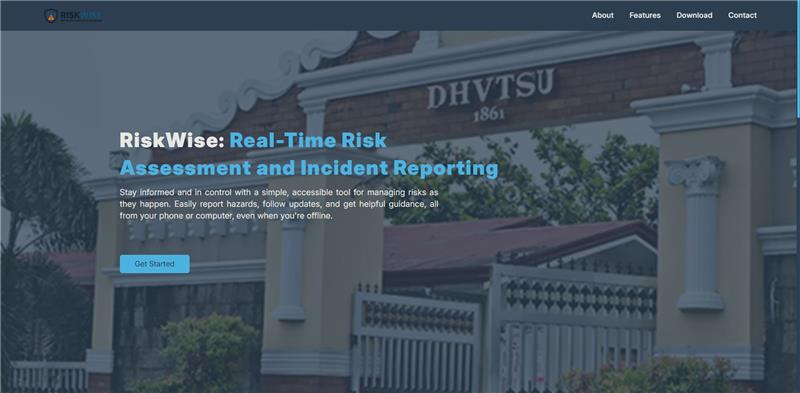 RISKWISE
About Features Download Contact
DHVTSU
1861
RiskWise: Real-Time Risk
Assessment and Incident Reporting
Stay informed and in control with a simple, accessible tool for managing risks as
they happen. Easily report hazards, follow updates, and get helpful guidance, all
from your phone or computer, even when you're offline.
Get Started